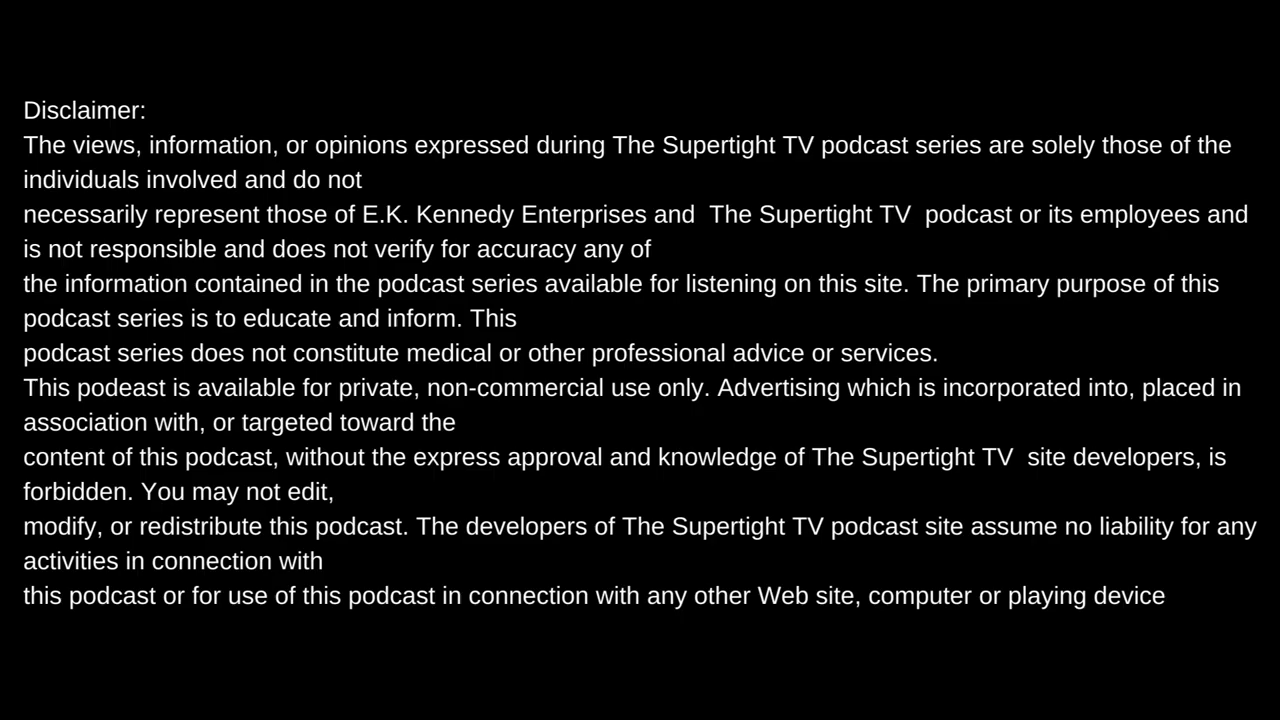 Disclaimer:
The views, information, or opinions expressed during The Supertight TV podcast series are solely those of the
individuals involved and do not
necessarily represent those of E.K. Kennedy Enterprises and  The Supertight TV  podcast or its employees and
is not responsible and does not verify for accuracy any of
the information contained in the podcast series available for listening on this site. The primary purpose of this
podcast series is to educate and inform. This
podcast series does not constitute medical or other professional advice or services.
This podeast is available for private, non-commercial use only. Advertising which is incorporated into, placed in
association with, or targeted toward the
content of this podcast, without the express approval and knowledge of The Supertight TV  site developers, is
forbidden. You may not edit,
modify, or redistribute this podcast. The developers of The Supertight TV podcast site assume no liability for any
activities in connection with
this podcast or for use of this podcast in connection with any other Web site, computer or playing device